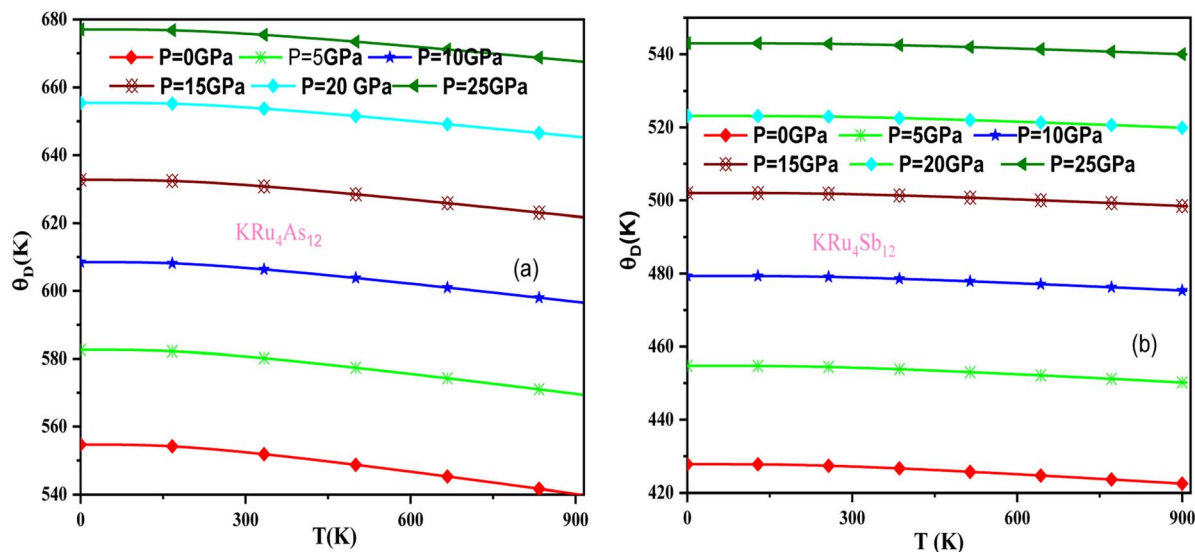 680
660
640
620
600
580
560
540
θD(K)
P=0GPa P=5GPa P=10GPa
P=15GPa P=20 GPa P=25GPa
KRu4As12
(a)
0 300 600 900
T(K)
540
520
500
480
460
440
420
θD(K)
P=0GPa P=5GPa P=10GPa
P=15GPa P=20GPa P=25GPa
KRu4Sb12
(b)
0 300 600 900
T (K)